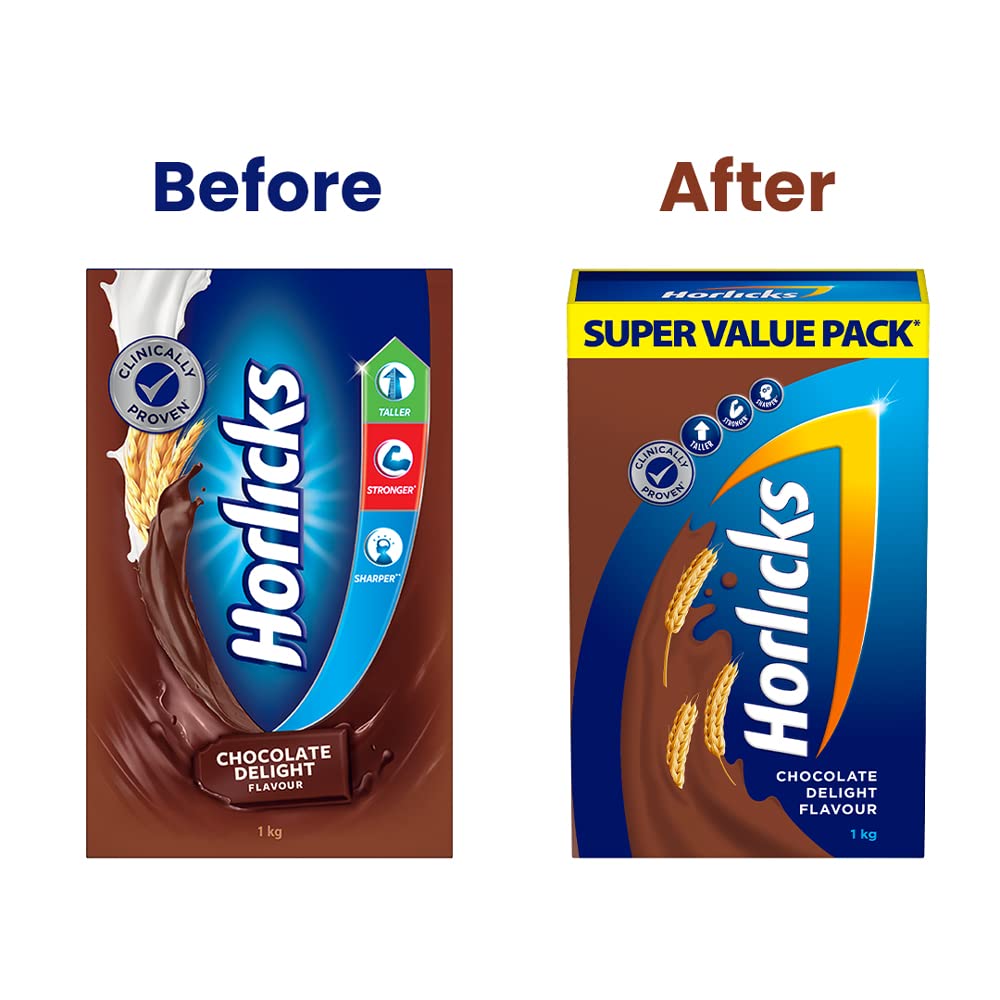 Before
After
CLINICALLY
PROVEN*
Horlicks
TALLER
STRONGER*
SHARPER**
CHOCOLATE
DELIGHT
FLAVOUR
1 kg
Horlicks
SUPER VALUE PACK*
CLINICALLY
PROVEN*
TALLER
STRONGER*
SHARPER*
Horlicks
CHOCOLATE
DELIGHT
FLAVOUR
1 kg